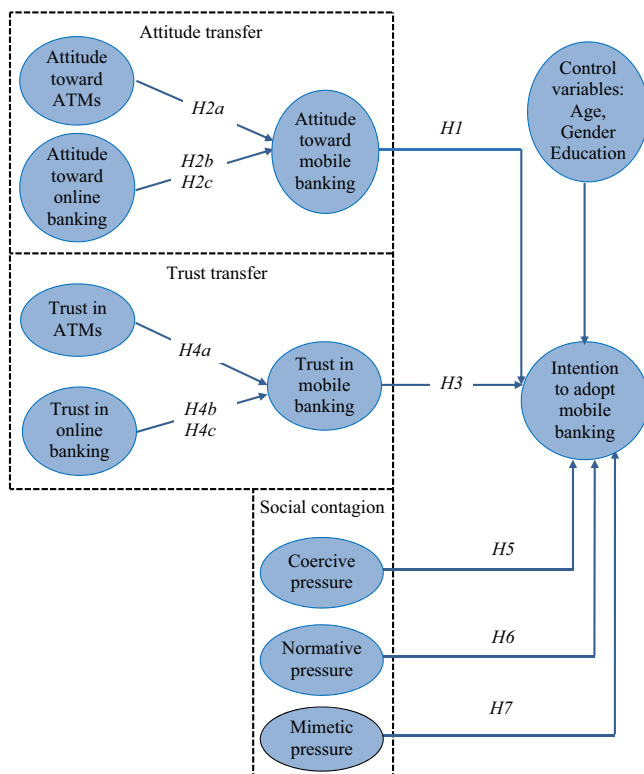 Attitude transfer
Attitude
toward
ATMs
H2a
Attitude
toward
online
banking
H2b
H2c
Attitude
toward
mobile
banking
H1
Control
variables:
Age,
Gender
Education
Trust transfer
Trust in
ATMs
H4a
Trust in
online
banking
H4b
H4c
Trust in
mobile
banking
H3
Intention
to adopt
mobile
banking
Social contagion
Coercive
pressure
H5
Normative
pressure
H6
Mimetic
pressure
H7